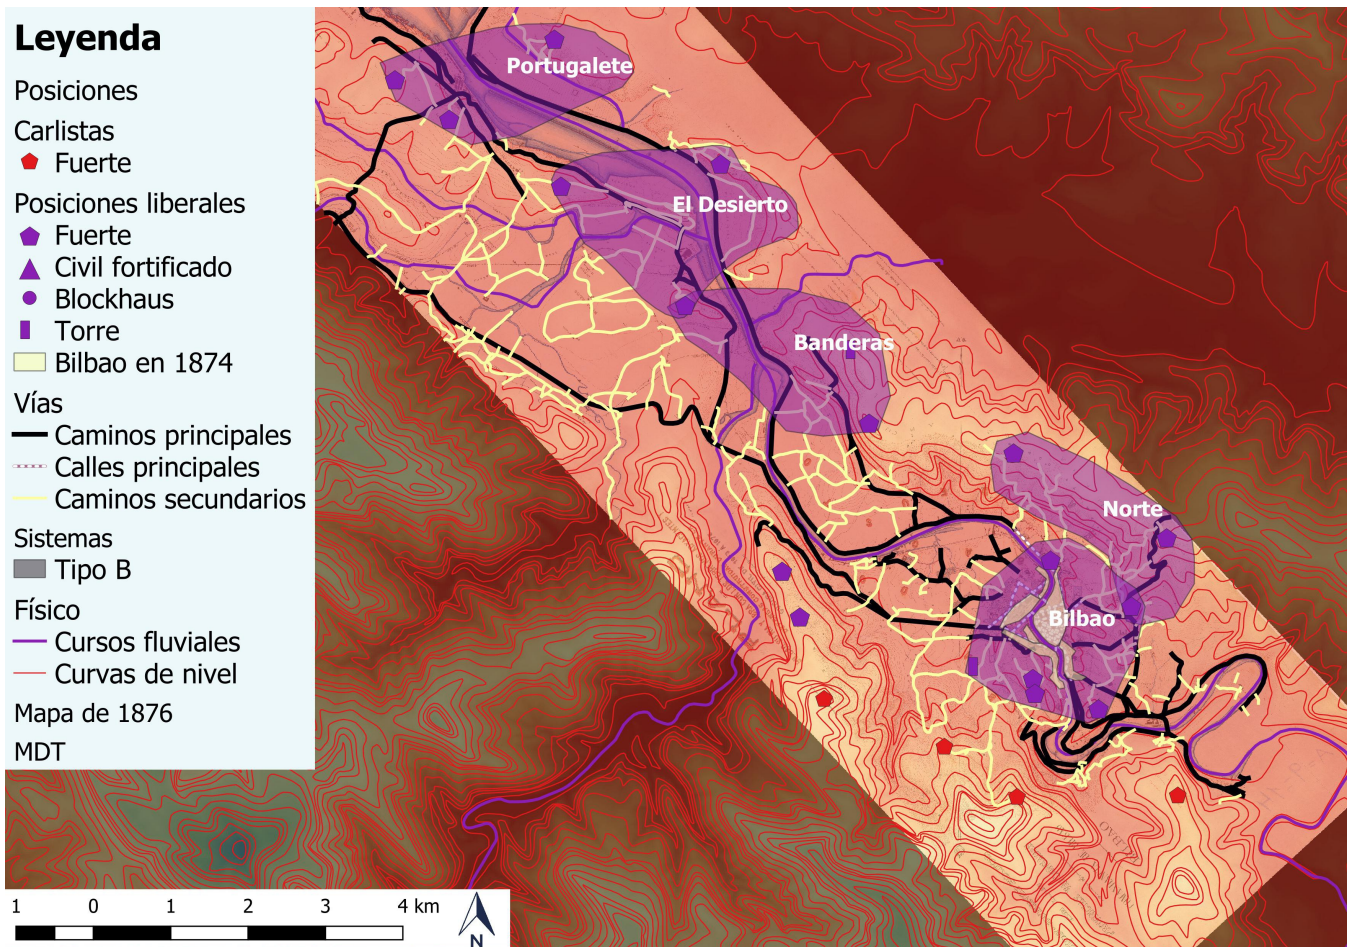 Leyenda
Posiciones
Carlistas
Fuerte
Posiciones liberales
Fuerte
Civil fortificado
Blockhaus
Torre
Bilbao en 1874
Vías
Caminos principales
Calles principales
Caminos secundarios
Sistemas
Tipo B
Físico
Cursos fluviales
Curvas de nivel
Mapa de 1876
MDT
Portugalete
El Desierto
Banderas
Norte
Bilbao
1 0 1 2 3 4 km
N